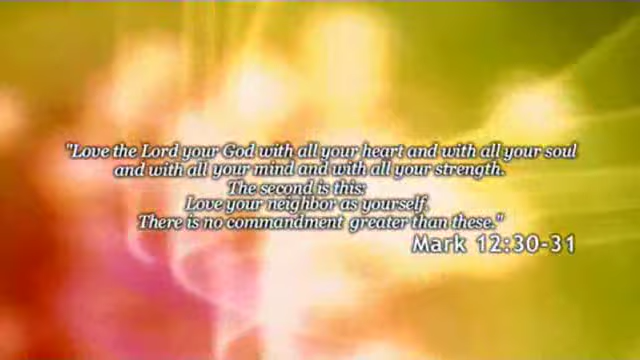 "Love the Lord your God with all your heart and with all your soul
and with all your mind and with all your strength.
The second is this:
Love your neighbor as yourself.
There is no commandment greater than these."
Mark 12:30-31